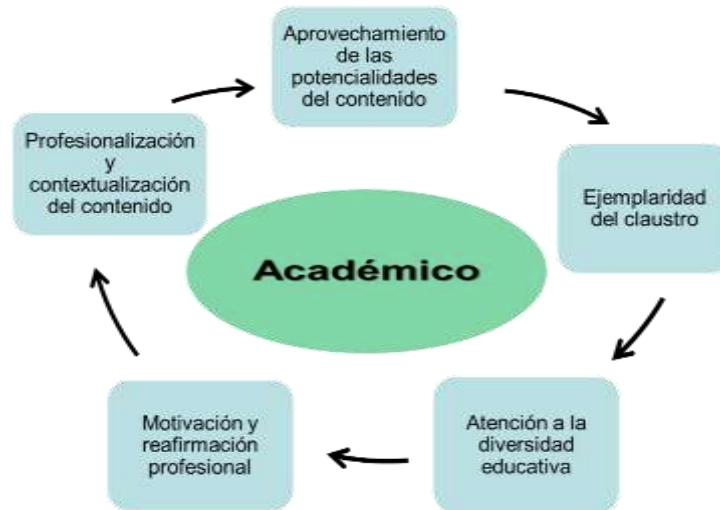 Aprovechamiento
de las
potencialidades
del contenido
Profesionalización
y
contextualización
del contenido
Ejemplaridad
del claustro
Académico
Motivación y
reafirmación
profesional
Atención a la
diversidad
educativa